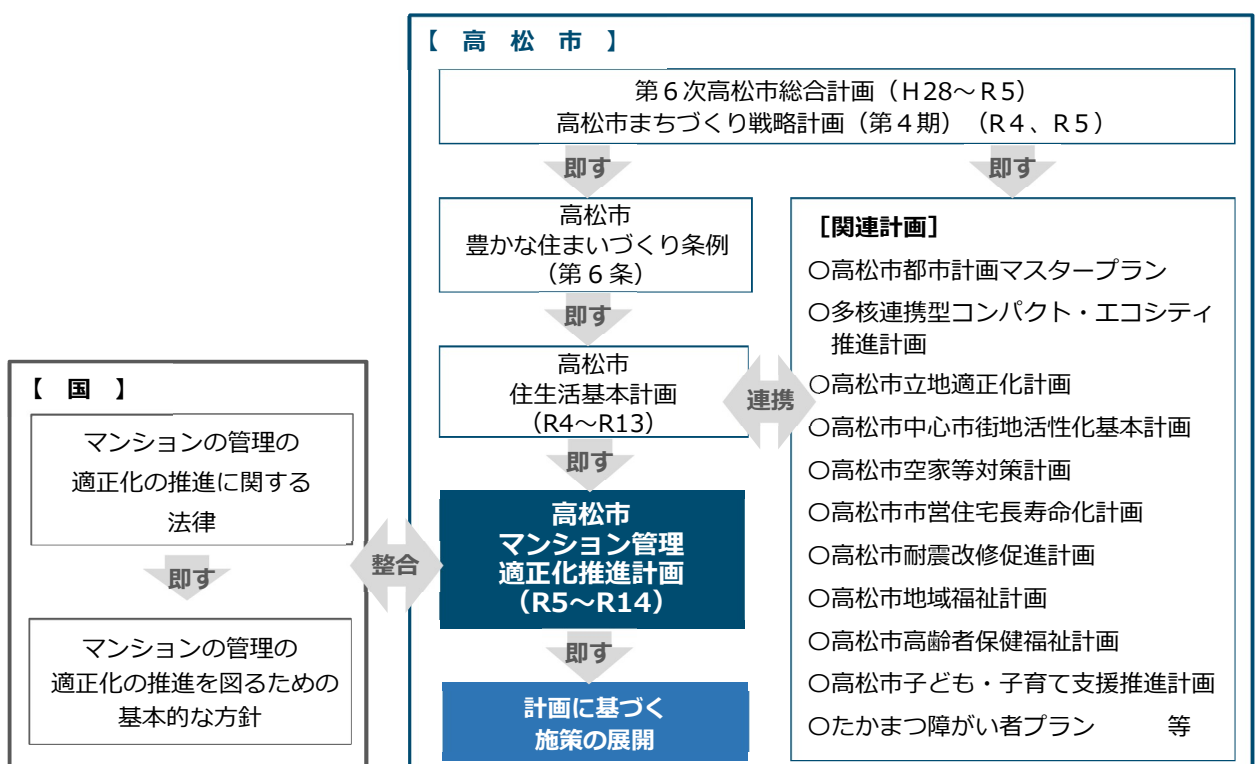 【 高 松 市 】
第６次高松市総合計画（Ｈ28～Ｒ5）
高松市まちづくり戦略計画（第４期）（Ｒ４、Ｒ５）
即す
即す
高松市
豊かな住まいづくり条例
（第６条）
即す
高松市
住生活基本計画
（R4～R13）
連携
即す
高松市
マンション管理
適正化推進計画
（R5～R14）
即す
計画に基づく
施策の展開
［関連計画］
〇高松市都市計画マスタープラン
〇多核連携型コンパクト・エコシティ
推進計画
〇高松市立地適正化計画
〇高松市中心市街地活性化基本計画
〇高松市空家等対策計画
〇高松市市営住宅長寿命化計画
〇高松市耐震改修促進計画
〇高松市地域福祉計画
〇高松市高齢者保健福祉計画
〇高松市子ども・子育て支援推進計画
〇たかまつ障がい者プラン　　等
整合
【 国 】
マンションの管理の
適正化の推進に関する
法律
即す
マンションの管理の
適正化の推進を図るための
基本的な方針